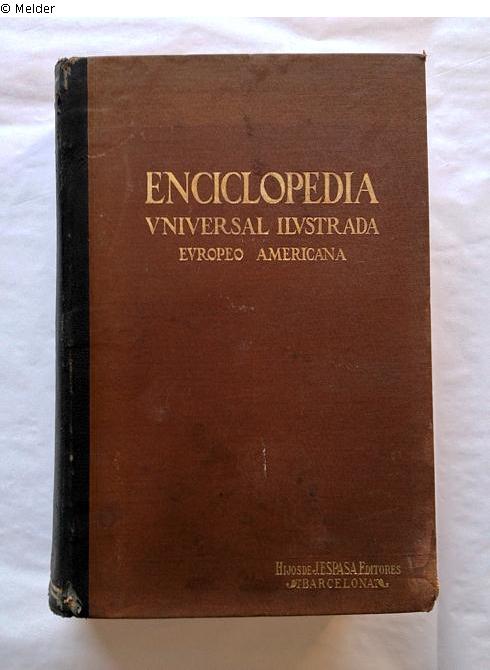 © Melder
ENCICLOPEDIA
VNIVERSAL ILVSTRADA
EVROPEO AMERICANA
HIJOS DE J. ESPASA, EDITORES
BARCELONA